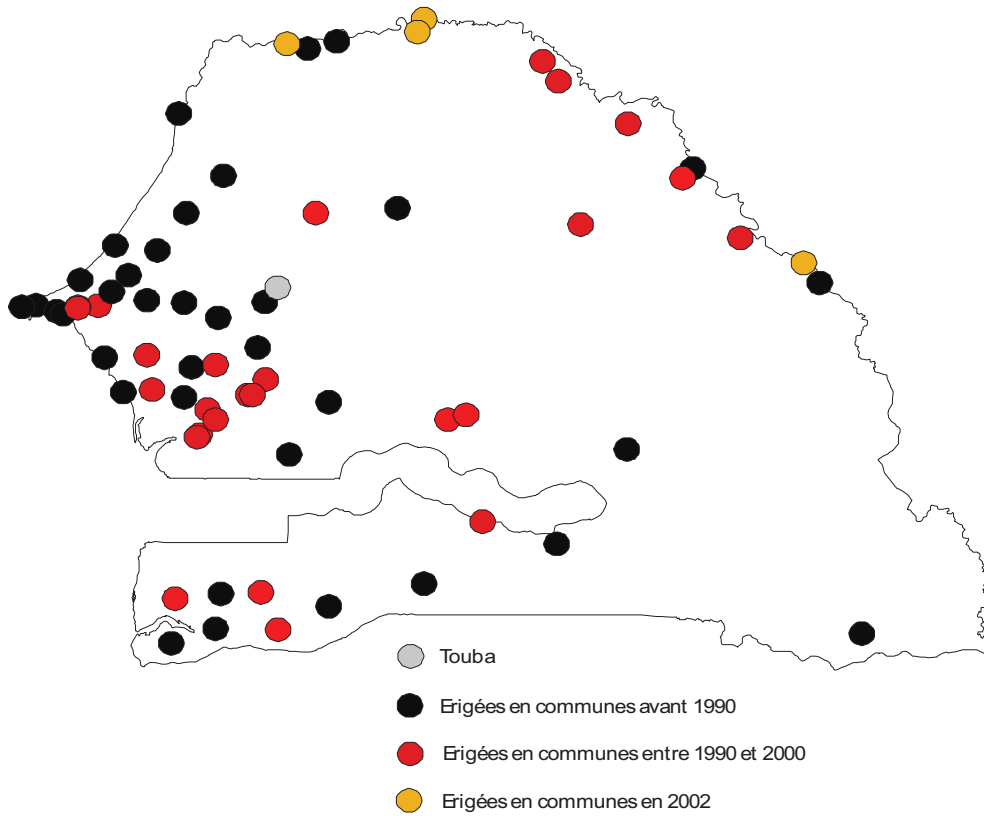 Touba
Erigées en communes avant 1990
Erigées en communes entre 1990 et 2000
Erigées en communes en 2002